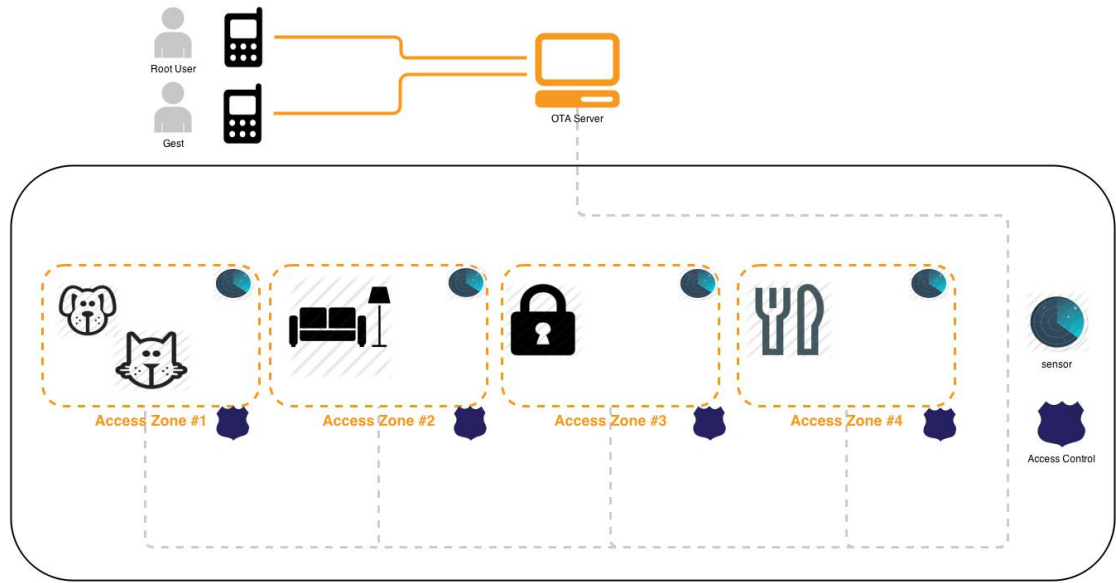 Root User
Gest
OTA Server
Access Zone #1
Access Zone #2
Access Zone #3
Access Zone #4
sensor
Access Control